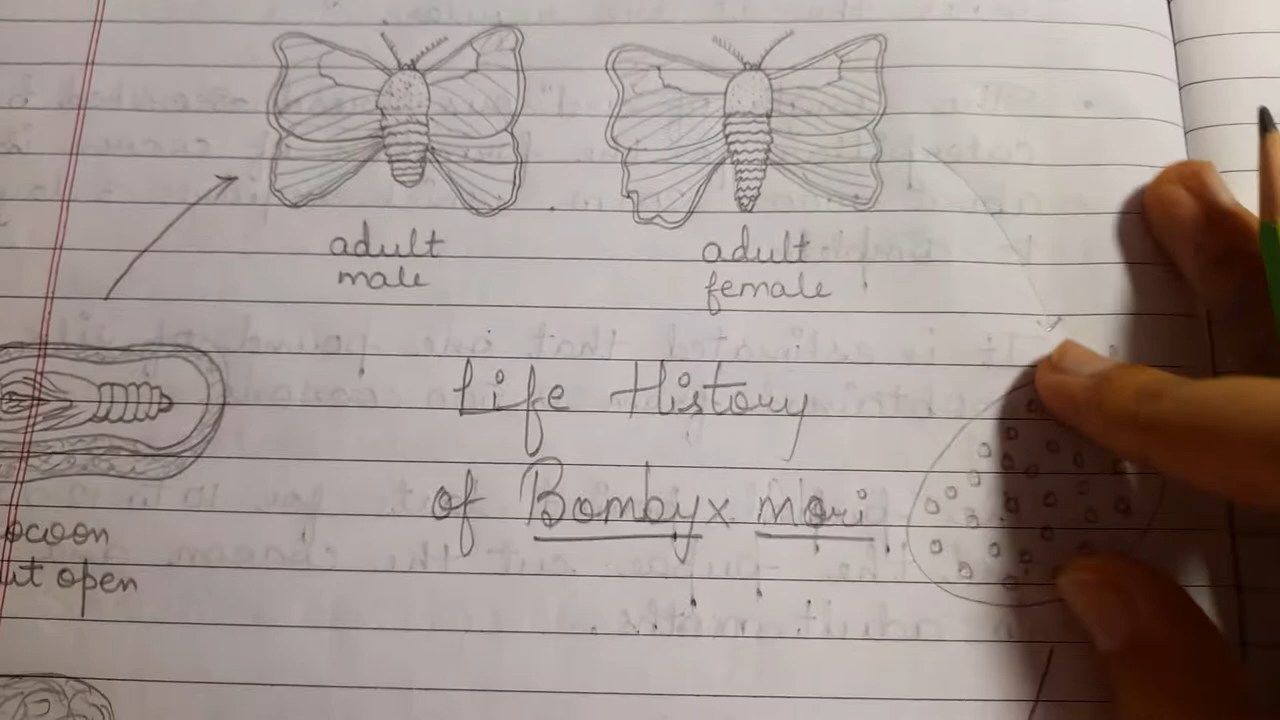 adult
male
adult
female
Life History
of Bombyx mori
ocoon
ut open